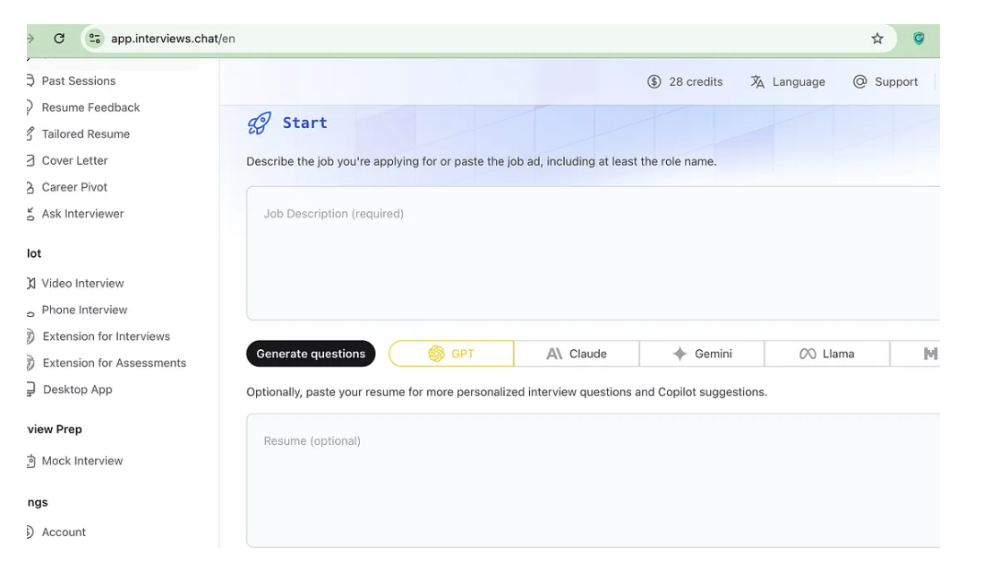 app.interviews.chat/en
28 credits Language Support
Past Sessions
Resume Feedback
Tailored Resume
Cover Letter
Career Pivot
Ask Interviewer
lot
Video Interview
Phone Interview
Extension for Interviews
Extension for Assessments
Desktop App
view Prep
Mock Interview
ngs
Account
Start
Describe the job you're applying for or paste the job ad, including at least the role name.
Job Description (required)
Generate questions GPT Claude Gemini Llama
Optionally, paste your resume for more personalized interview questions and Copilot suggestions.
Resume (optional)